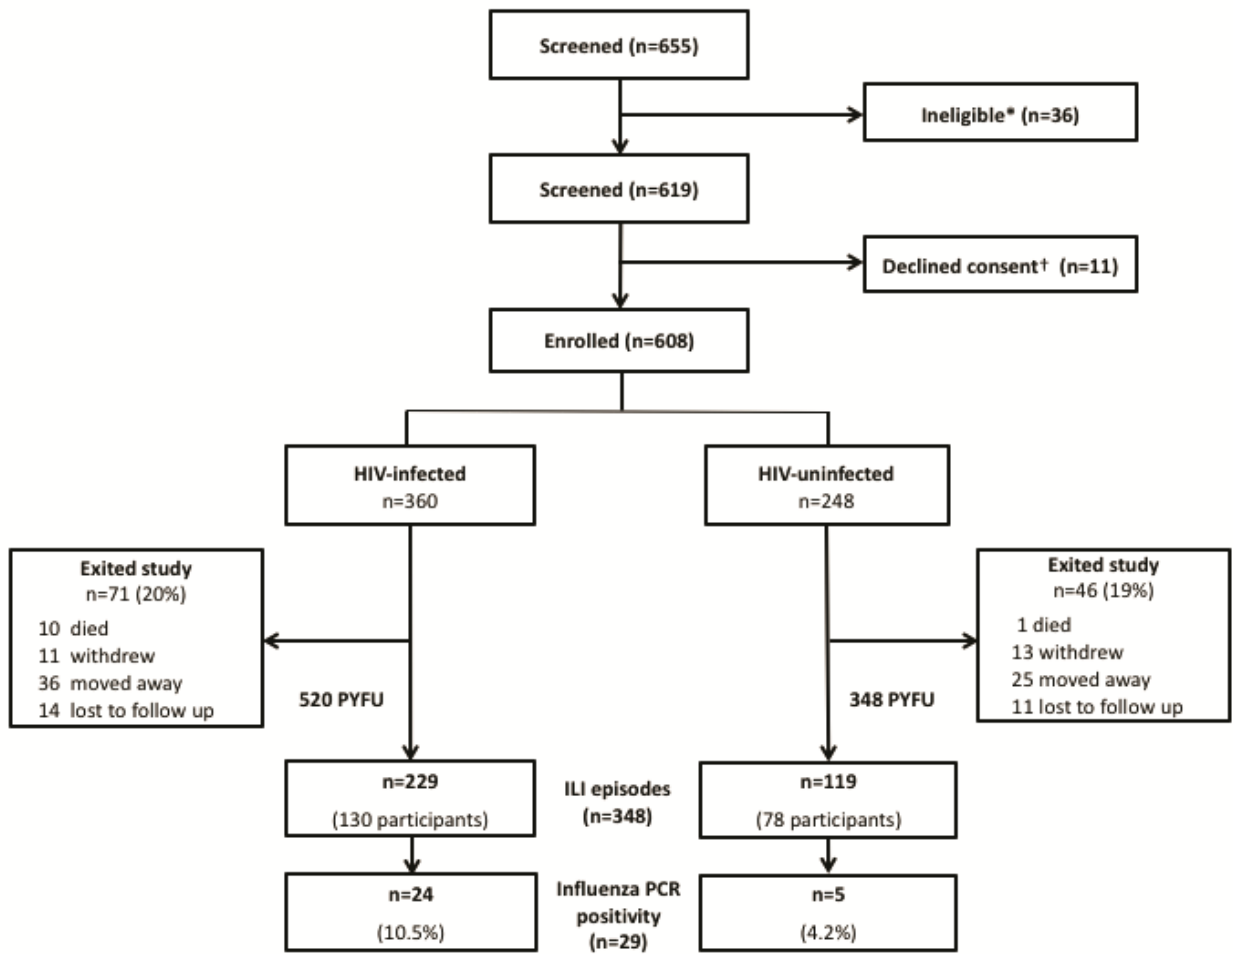 Screened (n=655)
Ineligible* (n=36)
Screened (n=619)
Declined consent† (n=11)
Enrolled (n=608)
HIV-infected
n=360
HIV-uninfected
n=248
Exited study
n=71 (20%)
10 died
11 withdrew
36 moved away
14 lost to follow up
520 PYFU
348 PYFU
Exited study
n=46 (19%)
1 died
13 withdrew
25 moved away
11 lost to follow up
n=229
(130 participants)
ILI episodes
(n=348)
n=119
(78 participants)
n=24
(10.5%)
Influenza PCR
positivity
(n=29)
n=5
(4.2%)